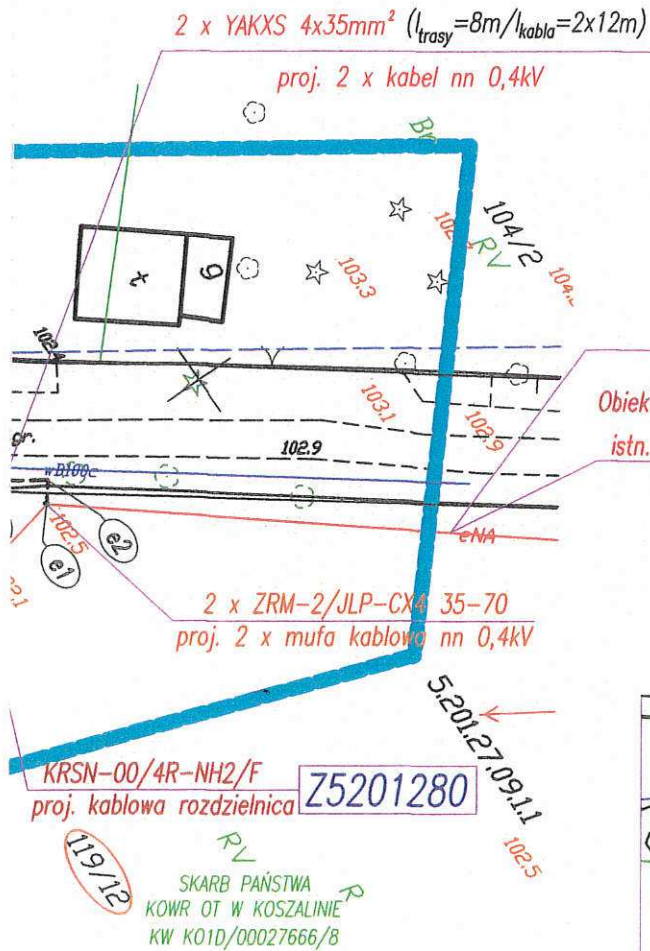 2 x YAKXS 4x35mm² (l_trasy=8m/l_kabla=2x12m)
proj. 2 x kabel nn 0,4kV
Br
104/2
RV
103.3
t
g
103.1
102.9
Obiek
istn.
gr.
102.9
wD100c
eNA
e1
e2
102.5
2 x ZRM-2/JLP-CX4 35-70
proj. 2 x mufa kablowa nn 0,4kV
5.201.27.09.1.1
KRSN-00/4R-NH2/F
proj. kablowa rozdzielnica
Z5201280
119/12
RV
R
102.5
SKARB PAŃSTWA
KOWR OT W KOSZALINIE
KW KO1D/00027666/8